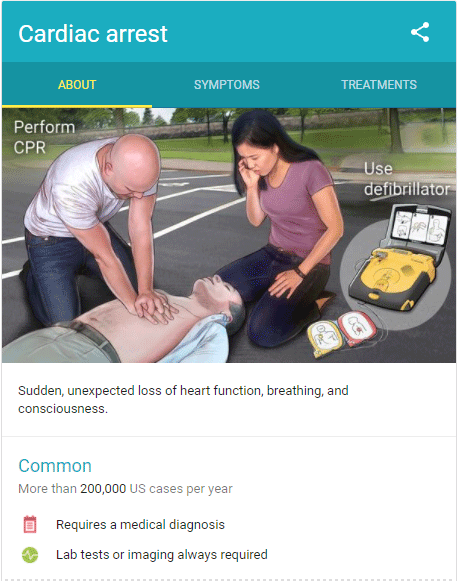 Cardiac arrest
ABOUT SYMPTOMS TREATMENTS
Perform
CPR
Use
defibrillator
Sudden, unexpected loss of heart function, breathing, and
consciousness.
Common
More than 200,000 US cases per year
Requires a medical diagnosis
Lab tests or imaging always required